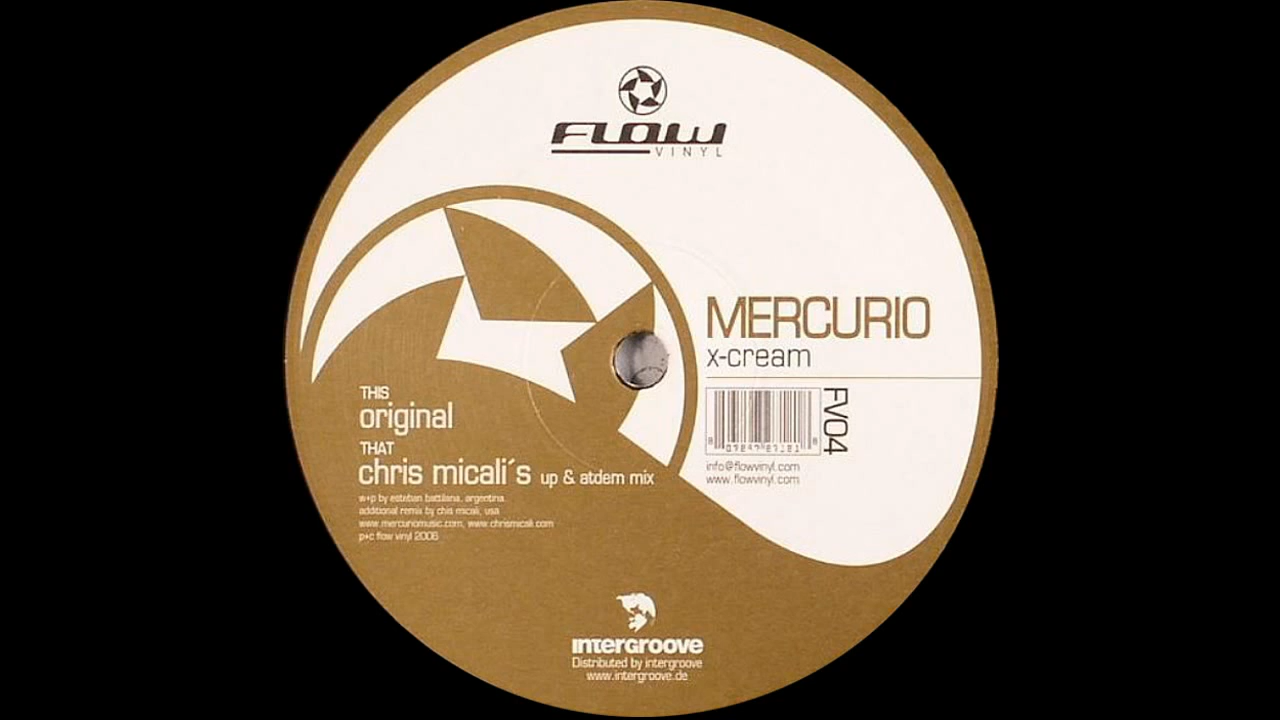 FLOW
VINYL
MERCURIO
x-cream
FV04
info@flowvinyl.com
www.flowvinyl.com
THIS
original
THAT
chris micali´s up & atdem mix
w+p by esteban battilana, argentina
additional remix by chis micali, usa
www.mercuriomusic.com, www.chrismicali.com
p+c flow vinyl 2006
intergroove
Distributed by intergroove
www.intergroove.de